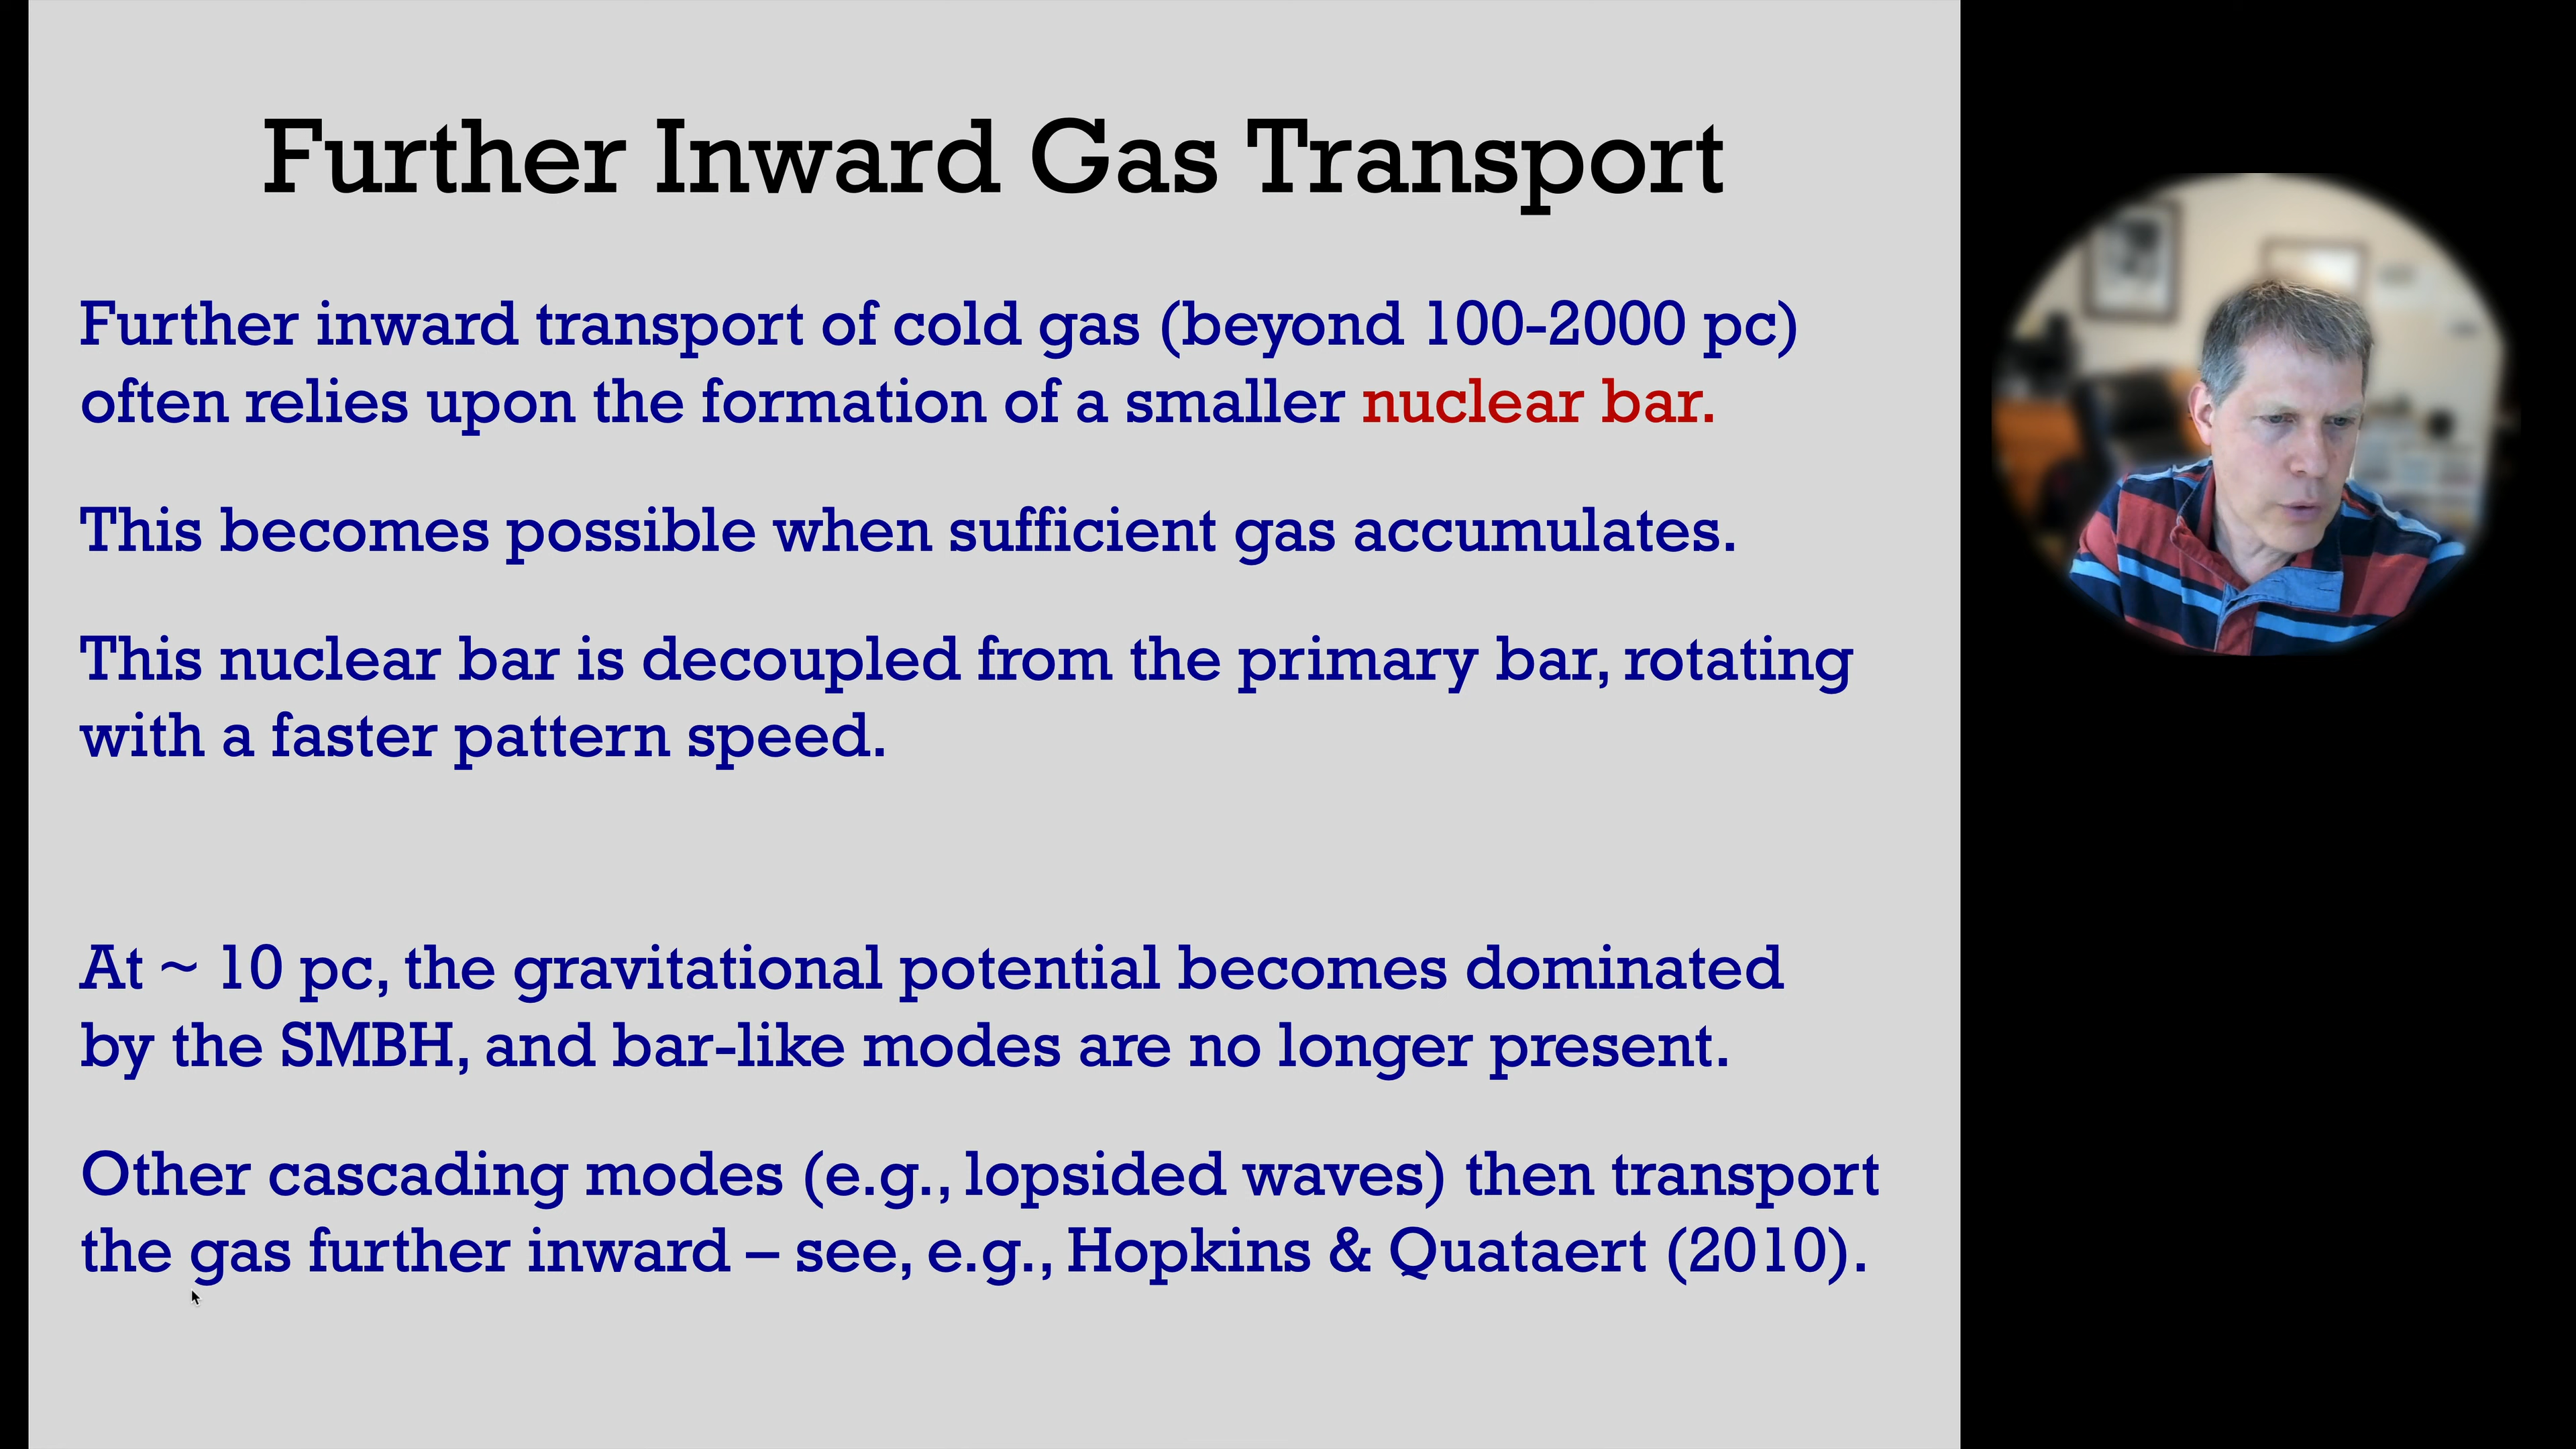 Further Inward Gas Transport
Further inward transport of cold gas (beyond 100-2000 pc)
often relies upon the formation of a smaller nuclear bar.
This becomes possible when sufficient gas accumulates.
This nuclear bar is decoupled from the primary bar, rotating
with a faster pattern speed.
At ~ 10 pc, the gravitational potential becomes dominated
by the SMBH, and bar-like modes are no longer present.
Other cascading modes (e.g., lopsided waves) then transport
the gas further inward – see, e.g., Hopkins & Quataert (2010).